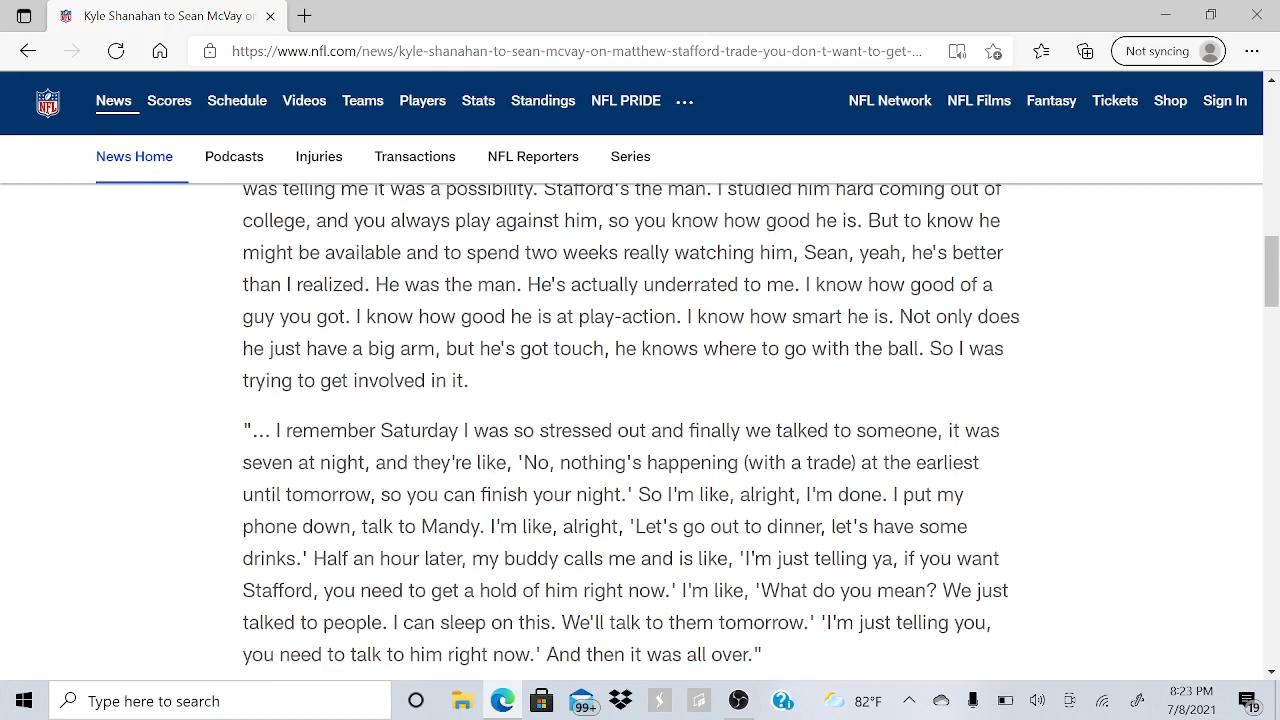 Kyle Shanahan to Sean McVay or
https://www.nfl.com/news/kyle-shanahan-to-sean-mcvay-on-matthew-stafford-trade-you-don-t-want-to-get-...
Not syncing
NFL
News Scores Schedule Videos Teams Players Stats Standings NFL PRIDE ... NFL Network NFL Films Fantasy Tickets Shop Sign In
News Home Podcasts Injuries Transactions NFL Reporters Series
was telling me it was a possibility. Stafford's the man. I studied him hard coming out of
college, and you always play against him, so you know how good he is. But to know he
might be available and to spend two weeks really watching him, Sean, yeah, he's better
than I realized. He was the man. He's actually underrated to me. I know how good of a
guy you got. I know how good he is at play-action. I know how smart he is. Not only does
he just have a big arm, but he's got touch, he knows where to go with the ball. So I was
trying to get involved in it.
"... I remember Saturday I was so stressed out and finally we talked to someone, it was
seven at night, and they're like, 'No, nothing's happening (with a trade) at the earliest
until tomorrow, so you can finish your night.' So I'm like, alright, I'm done. I put my
phone down, talk to Mandy. I'm like, alright, 'Let's go out to dinner, let's have some
drinks.' Half an hour later, my buddy calls me and is like, 'I'm just telling ya, if you want
Stafford, you need to get a hold of him right now.' I'm like, 'What do you mean? We just
talked to people. I can sleep on this. We'll talk to them tomorrow.' 'I'm just telling you,
you need to talk to him right now.' And then it was all over."
Type here to search
99+
82°F
8:23 PM
7/8/2021
19